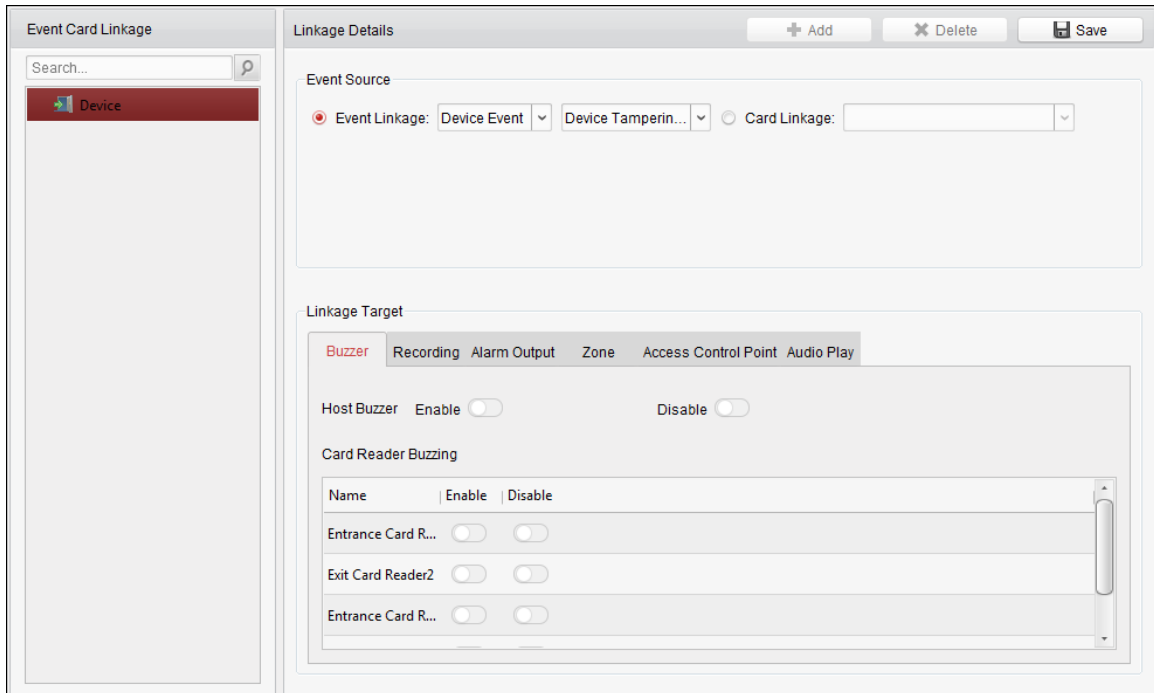 Event Card Linkage
Search...
Device
Linkage Details
Add
Delete
Save
Event Source
Event Linkage: Device Event Device Tamperin... Card Linkage:
Linkage Target
Buzzer Recording Alarm Output Zone Access Control Point Audio Play
Host Buzzer Enable Disable
Card Reader Buzzing
Name Enable Disable
Entrance Card R...
Exit Card Reader2
Entrance Card R...